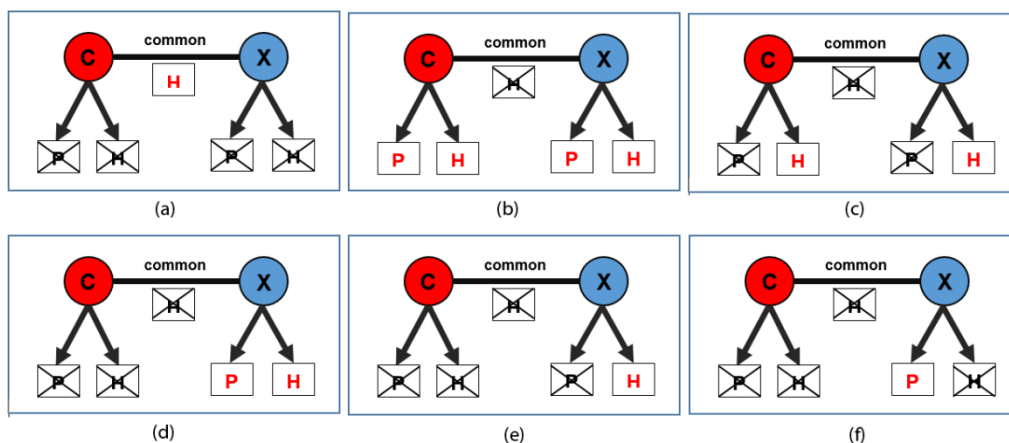 common common common
C X C X C X
H H H
P H P H P H P H P H P H
(a) (b) (c)
common common common
C X C X C X
H H H
P H P H P H P H P H P H
(d) (e) (f)